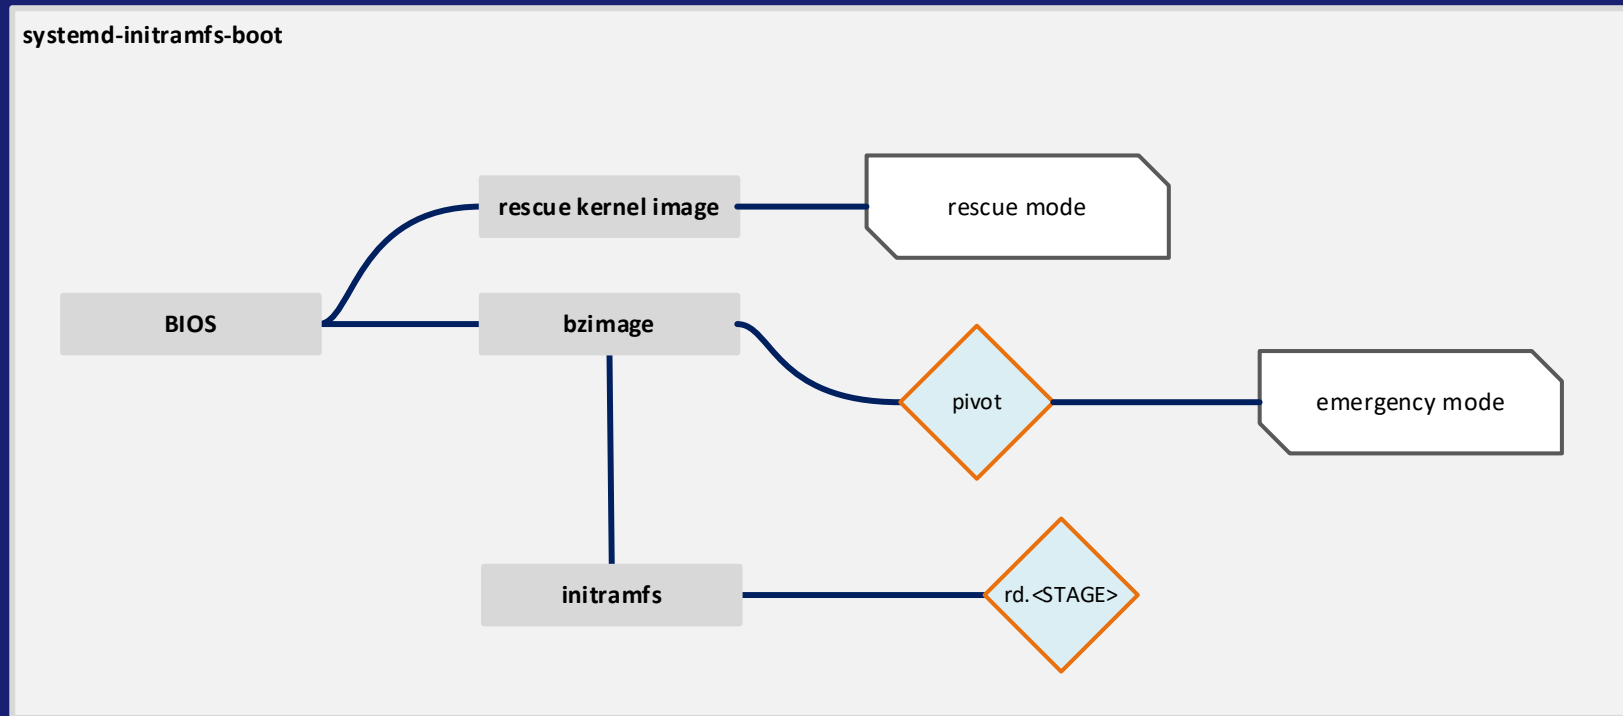 systemd-initramfs-boot
rescue kernel image
rescue mode
BIOS
bzimage
pivot
emergency mode
initramfs
rd.<STAGE>